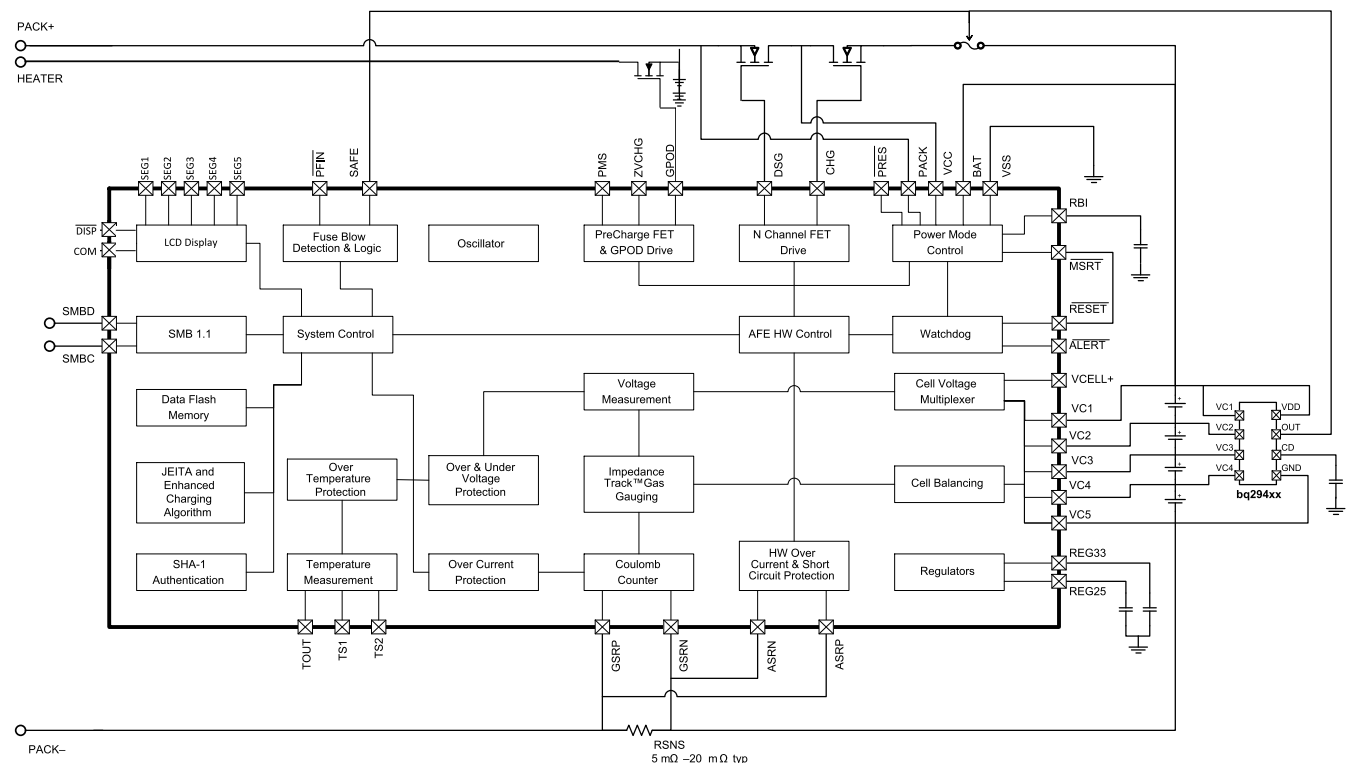 PACK+
HEATER
SEG1
SEG2
SEG3
SEG4
SEG5
PFIN
SAFE
PMS
ZVCHG
GPOD
DSG
CHG
PRES
PACK
VCC
BAT
VSS
DISP
COM
LCD Display
Fuse Blow
Detection & Logic
Oscillator
PreCharge FET
& GPOD Drive
N Channel FET
Drive
Power Mode
Control
RBI
MSRT
SMBD
SMBC
SMB 1.1
System Control
AFE HW Control
Watchdog
RESET
ALERT
Data Flash
Memory
Voltage
Measurement
Cell Voltage
Multiplexer
VCELL+
VC1
VC2
VC3
VC4
VC5
VC1
VC2
VC3
VC4
VDD
OUT
CD
GND
bq294xx
+
+
+
+
JEITA and
Enhanced
Charging
Algorithm
Over
Temperature
Protection
Over & Under
Voltage
Protection
Impedance
Track™Gas
Gauging
Cell Balancing
SHA-1
Authentication
Temperature
Measurement
Over Current
Protection
Coulomb
Counter
HW Over
Current & Short
Circuit Protection
Regulators
REG33
REG25
TOUT
TS1
TS2
GSRP
GSRN
ASRN
ASRP
PACK–
RSNS
5 mΩ –20 m Ω typ